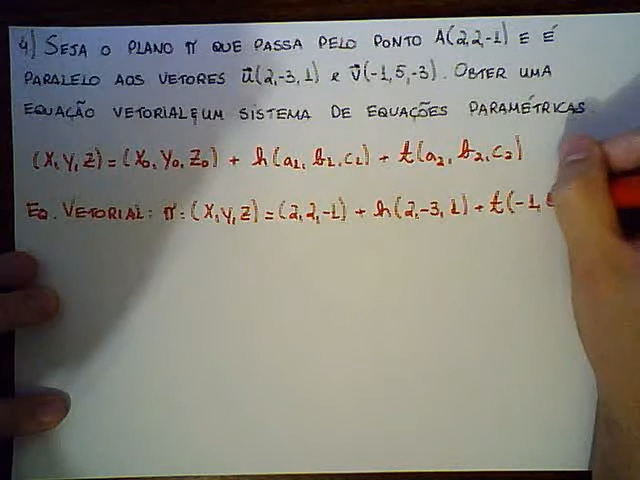 4) SEJA O PLANO π QUE PASSA PELO PONTO A(2,2,-1) E É
PARALELO AOS VETORES u⃗(2,-3,1) E v⃗(-1,5,-3). OBTER UMA
EQUAÇÃO VETORIAL E UM SISTEMA DE EQUAÇÕES PARAMÉTRICAS.
(X,Y,Z)=(X₀,Y₀,Z₀) + h(a₁,b₁,c₁) + t(a₂,b₂,c₂)
EQ. VETORIAL: π: (X,Y,Z)=(2,2,-1) + h(2,-3,1) + t(-1,